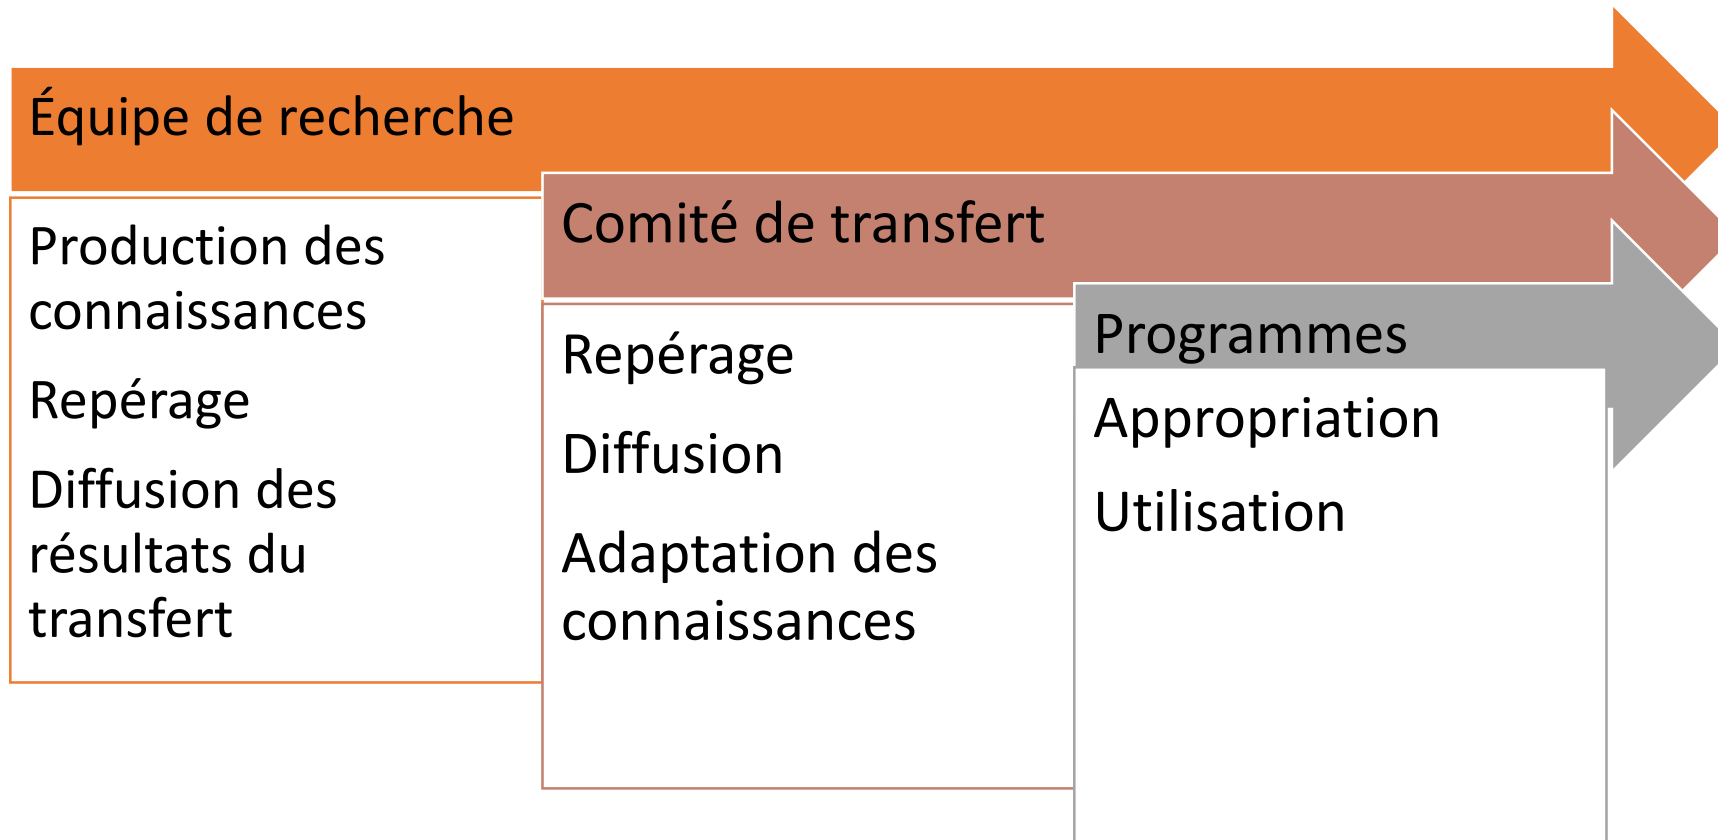 Équipe de recherche
Production des
connaissances
Repérage
Diffusion des
résultats du
transfert
Comité de transfert
Repérage
Diffusion
Adaptation des
connaissances
Programmes
Appropriation
Utilisation